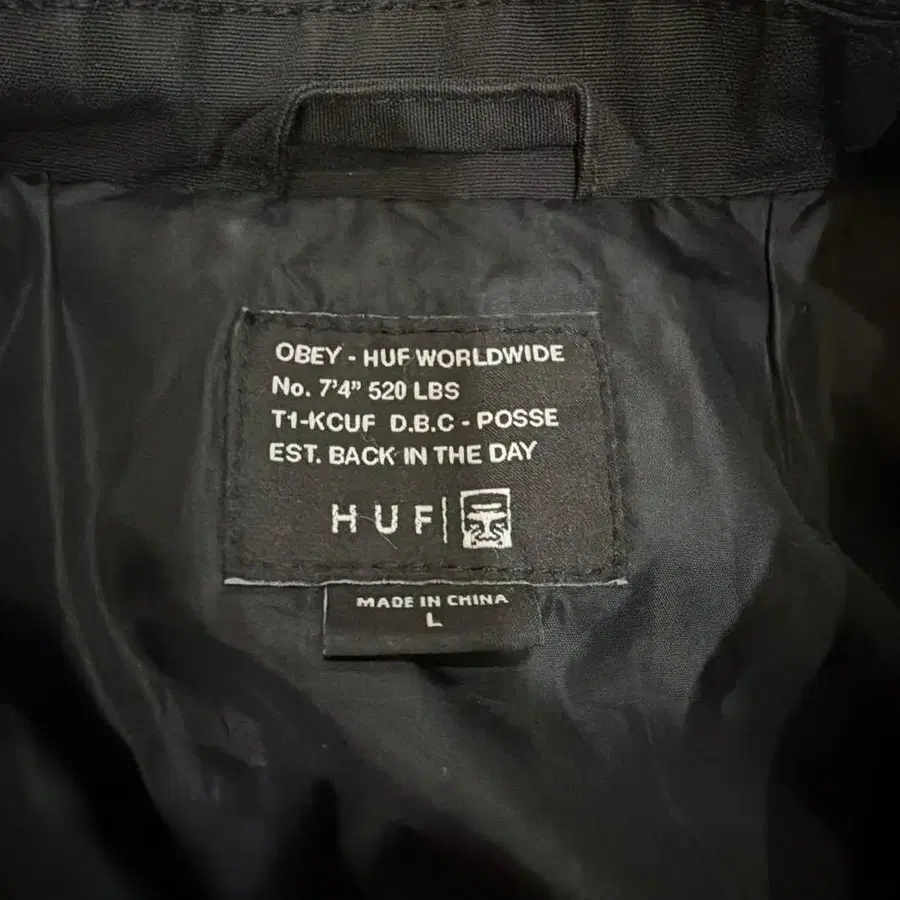 OBEY - HUF WORLDWIDE
No. 7'4" 520 LBS
T1-KCUF D.B.C - POSSE
EST. BACK IN THE DAY
HUF|
MADE IN CHINA
L